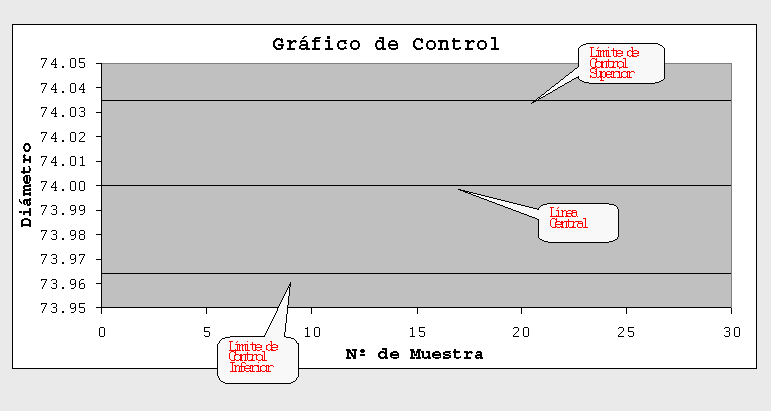 Gráfico de Control
Límite de
Control
Superior
74.05
74.04
74.03
74.02
74.01
74.00
73.99
73.98
73.97
73.96
73.95
Diámetro
Línea
Central
0 5 10 15 20 25 30
Límite de
Control
Inferior
Nº de Muestra